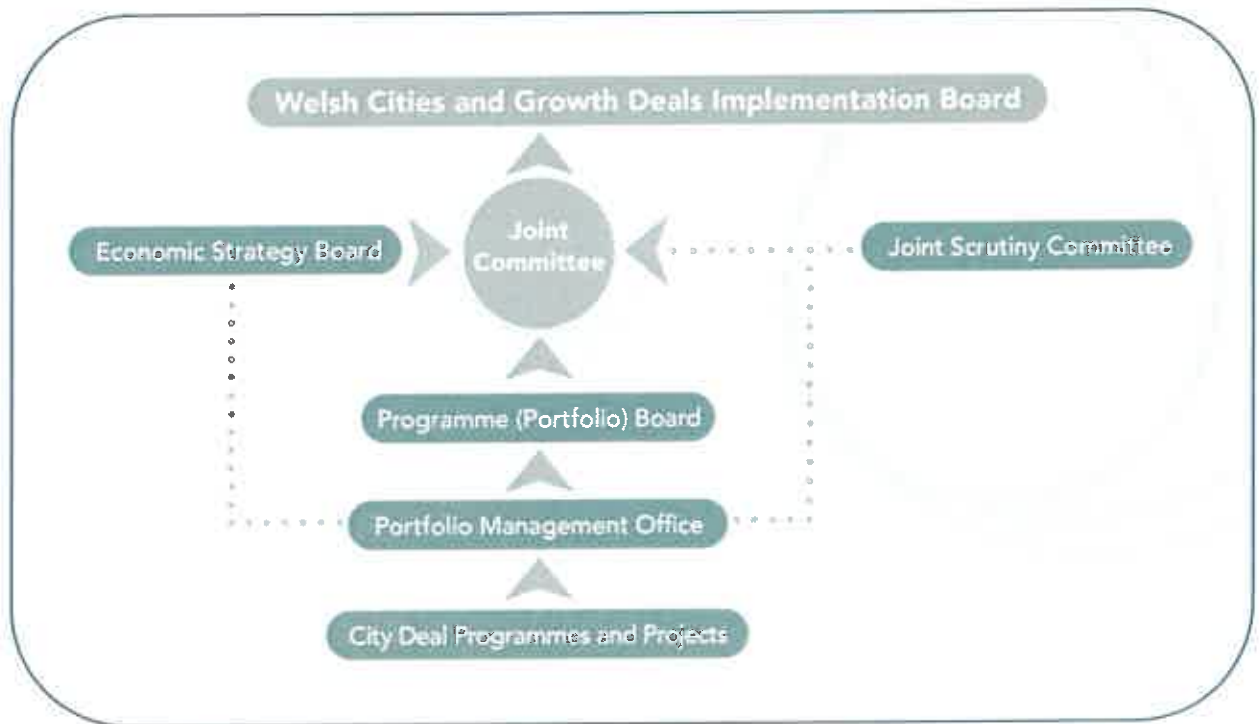 Welsh Cities and Growth Deals Implementation Board
Economic Strategy Board
Joint
Committee
Joint Scrutiny Committee
Programme (Portfolio) Board
Portfolio Management Office
City Deal Programmes and Projects